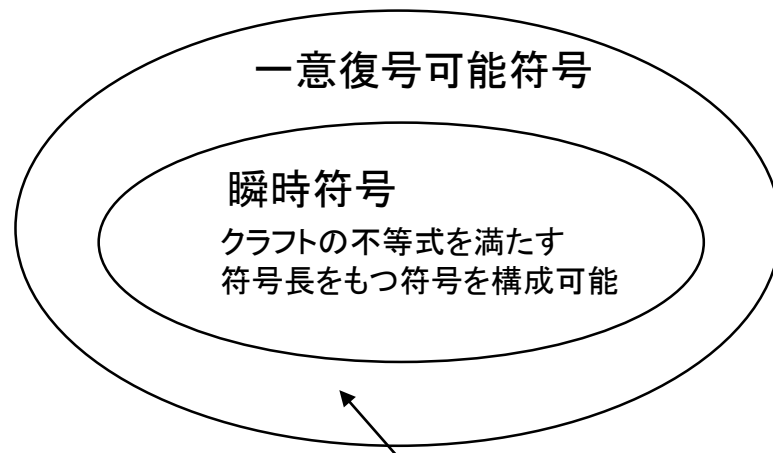 一意復号可能符号
瞬時符号
クラフトの不等式を満たす
符号長をもつ符号を構成可能